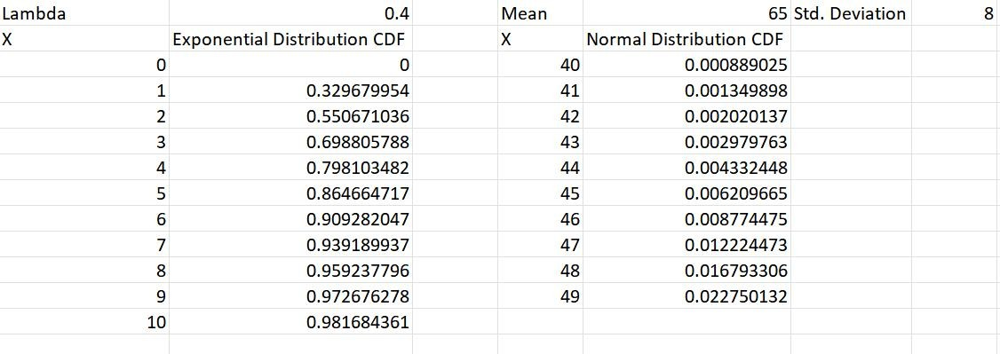 Lambda 0.4 Mean 65 Std. Deviation 8
X Exponential Distribution CDF X Normal Distribution CDF
0 0 40 0.000889025
1 0.329679954 41 0.001349898
2 0.550671036 42 0.002020137
3 0.698805788 43 0.002979763
4 0.798103482 44 0.004332448
5 0.864664717 45 0.006209665
6 0.909282047 46 0.008774475
7 0.939189937 47 0.012224473
8 0.959237796 48 0.016793306
9 0.972676278 49 0.022750132
10 0.981684361